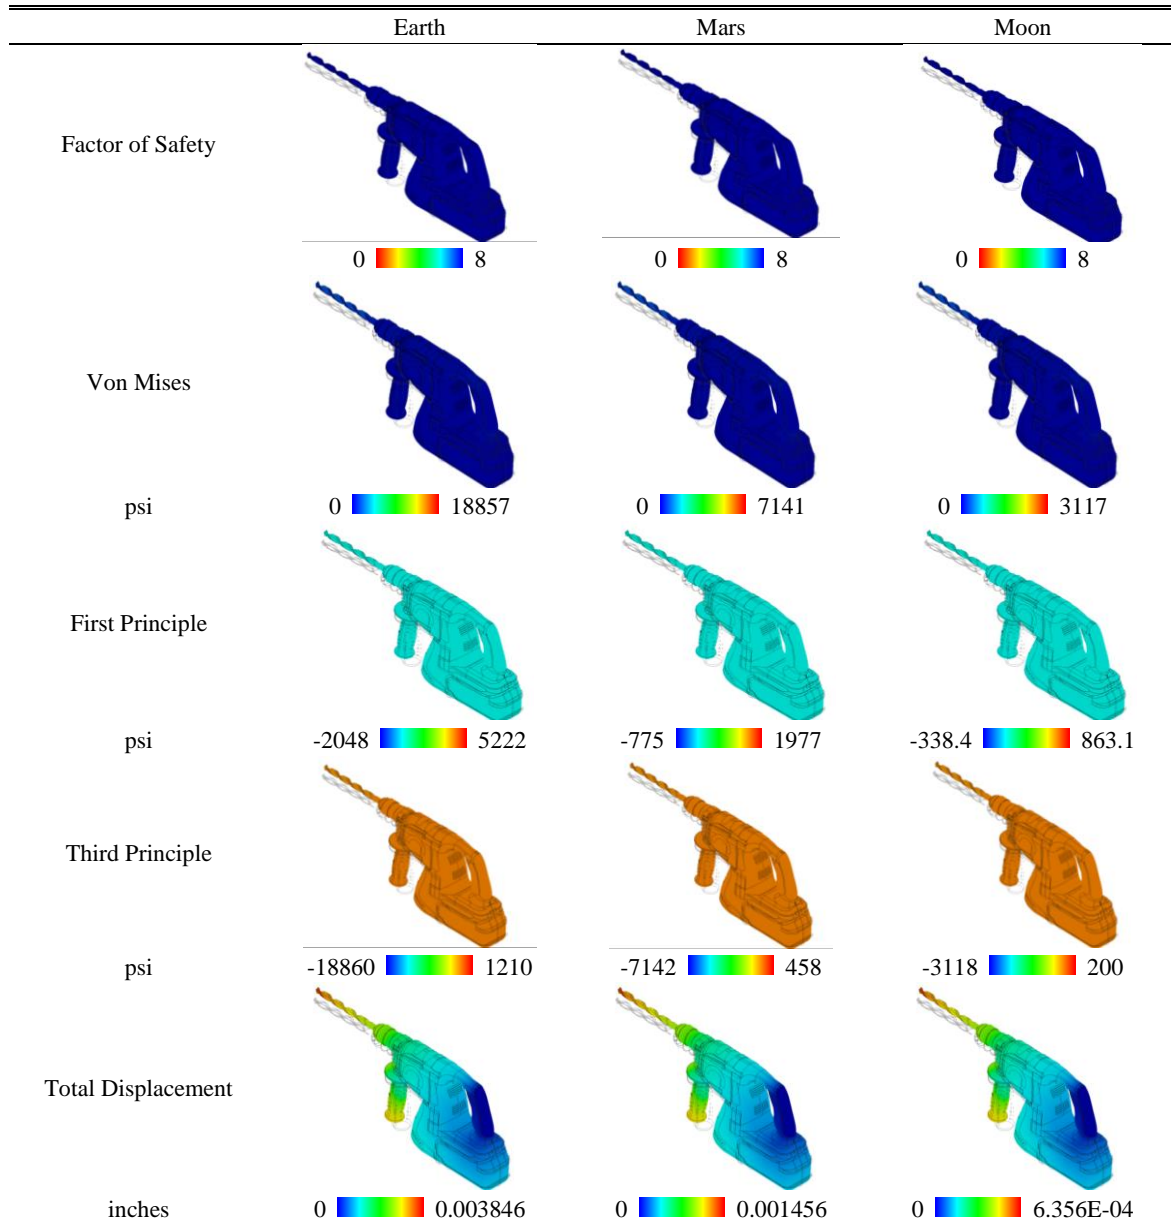 Earth Mars Moon
Factor of Safety
0 8 0 8 0 8
Von Mises
psi 0 18857 0 7141 0 3117
First Principle
psi -2048 5222 -775 1977 -338.4 863.1
Third Principle
psi -18860 1210 -7142 458 -3118 200
Total Displacement
inches 0 0.003846 0 0.001456 0 6.356E-04